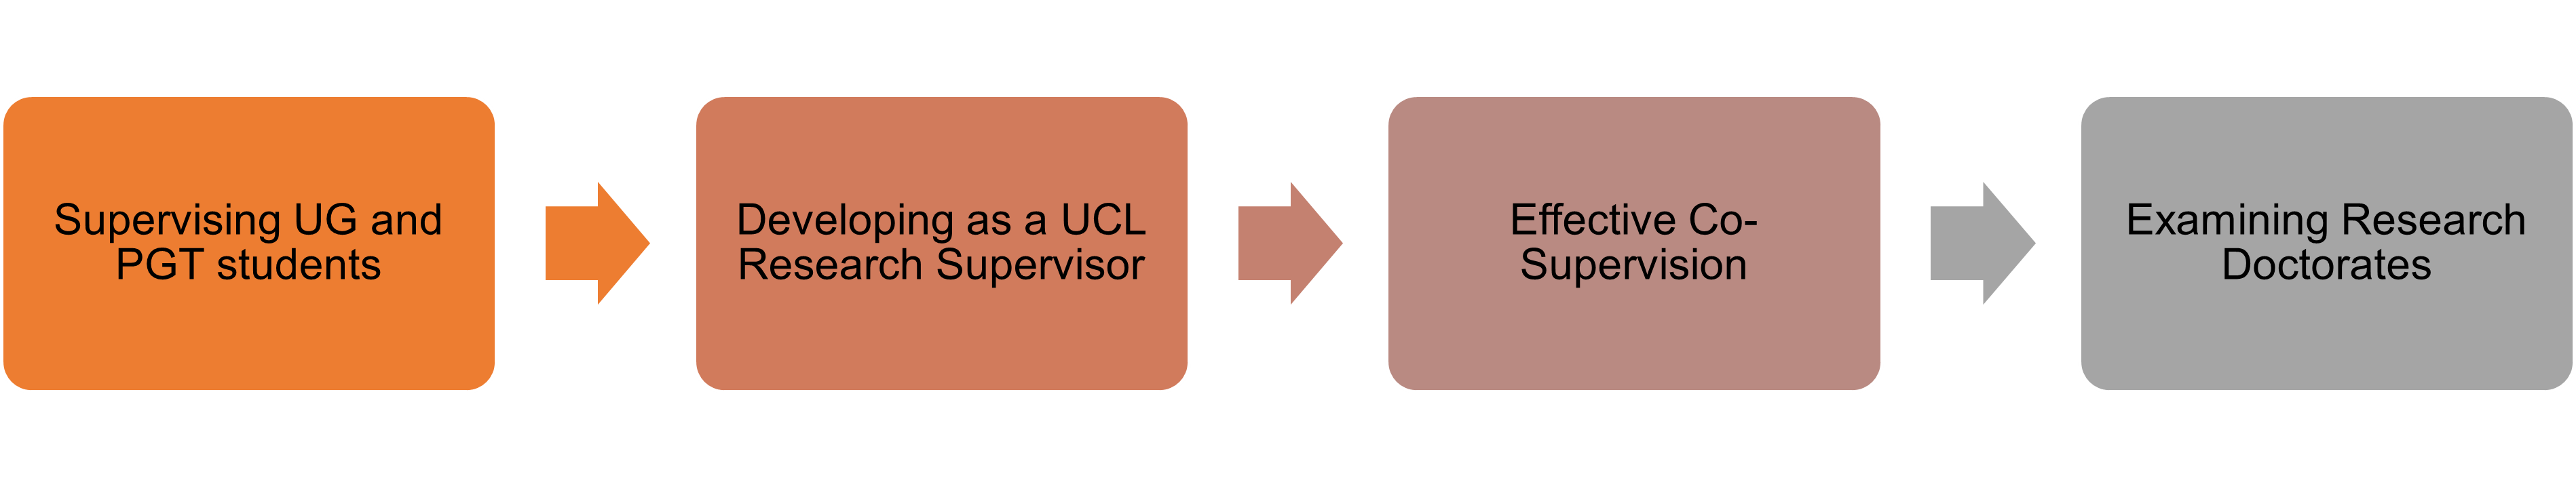 Supervising UG and
PGT students
Developing as a UCL
Research Supervisor
Effective Co-
Supervision
Examining Research
Doctorates